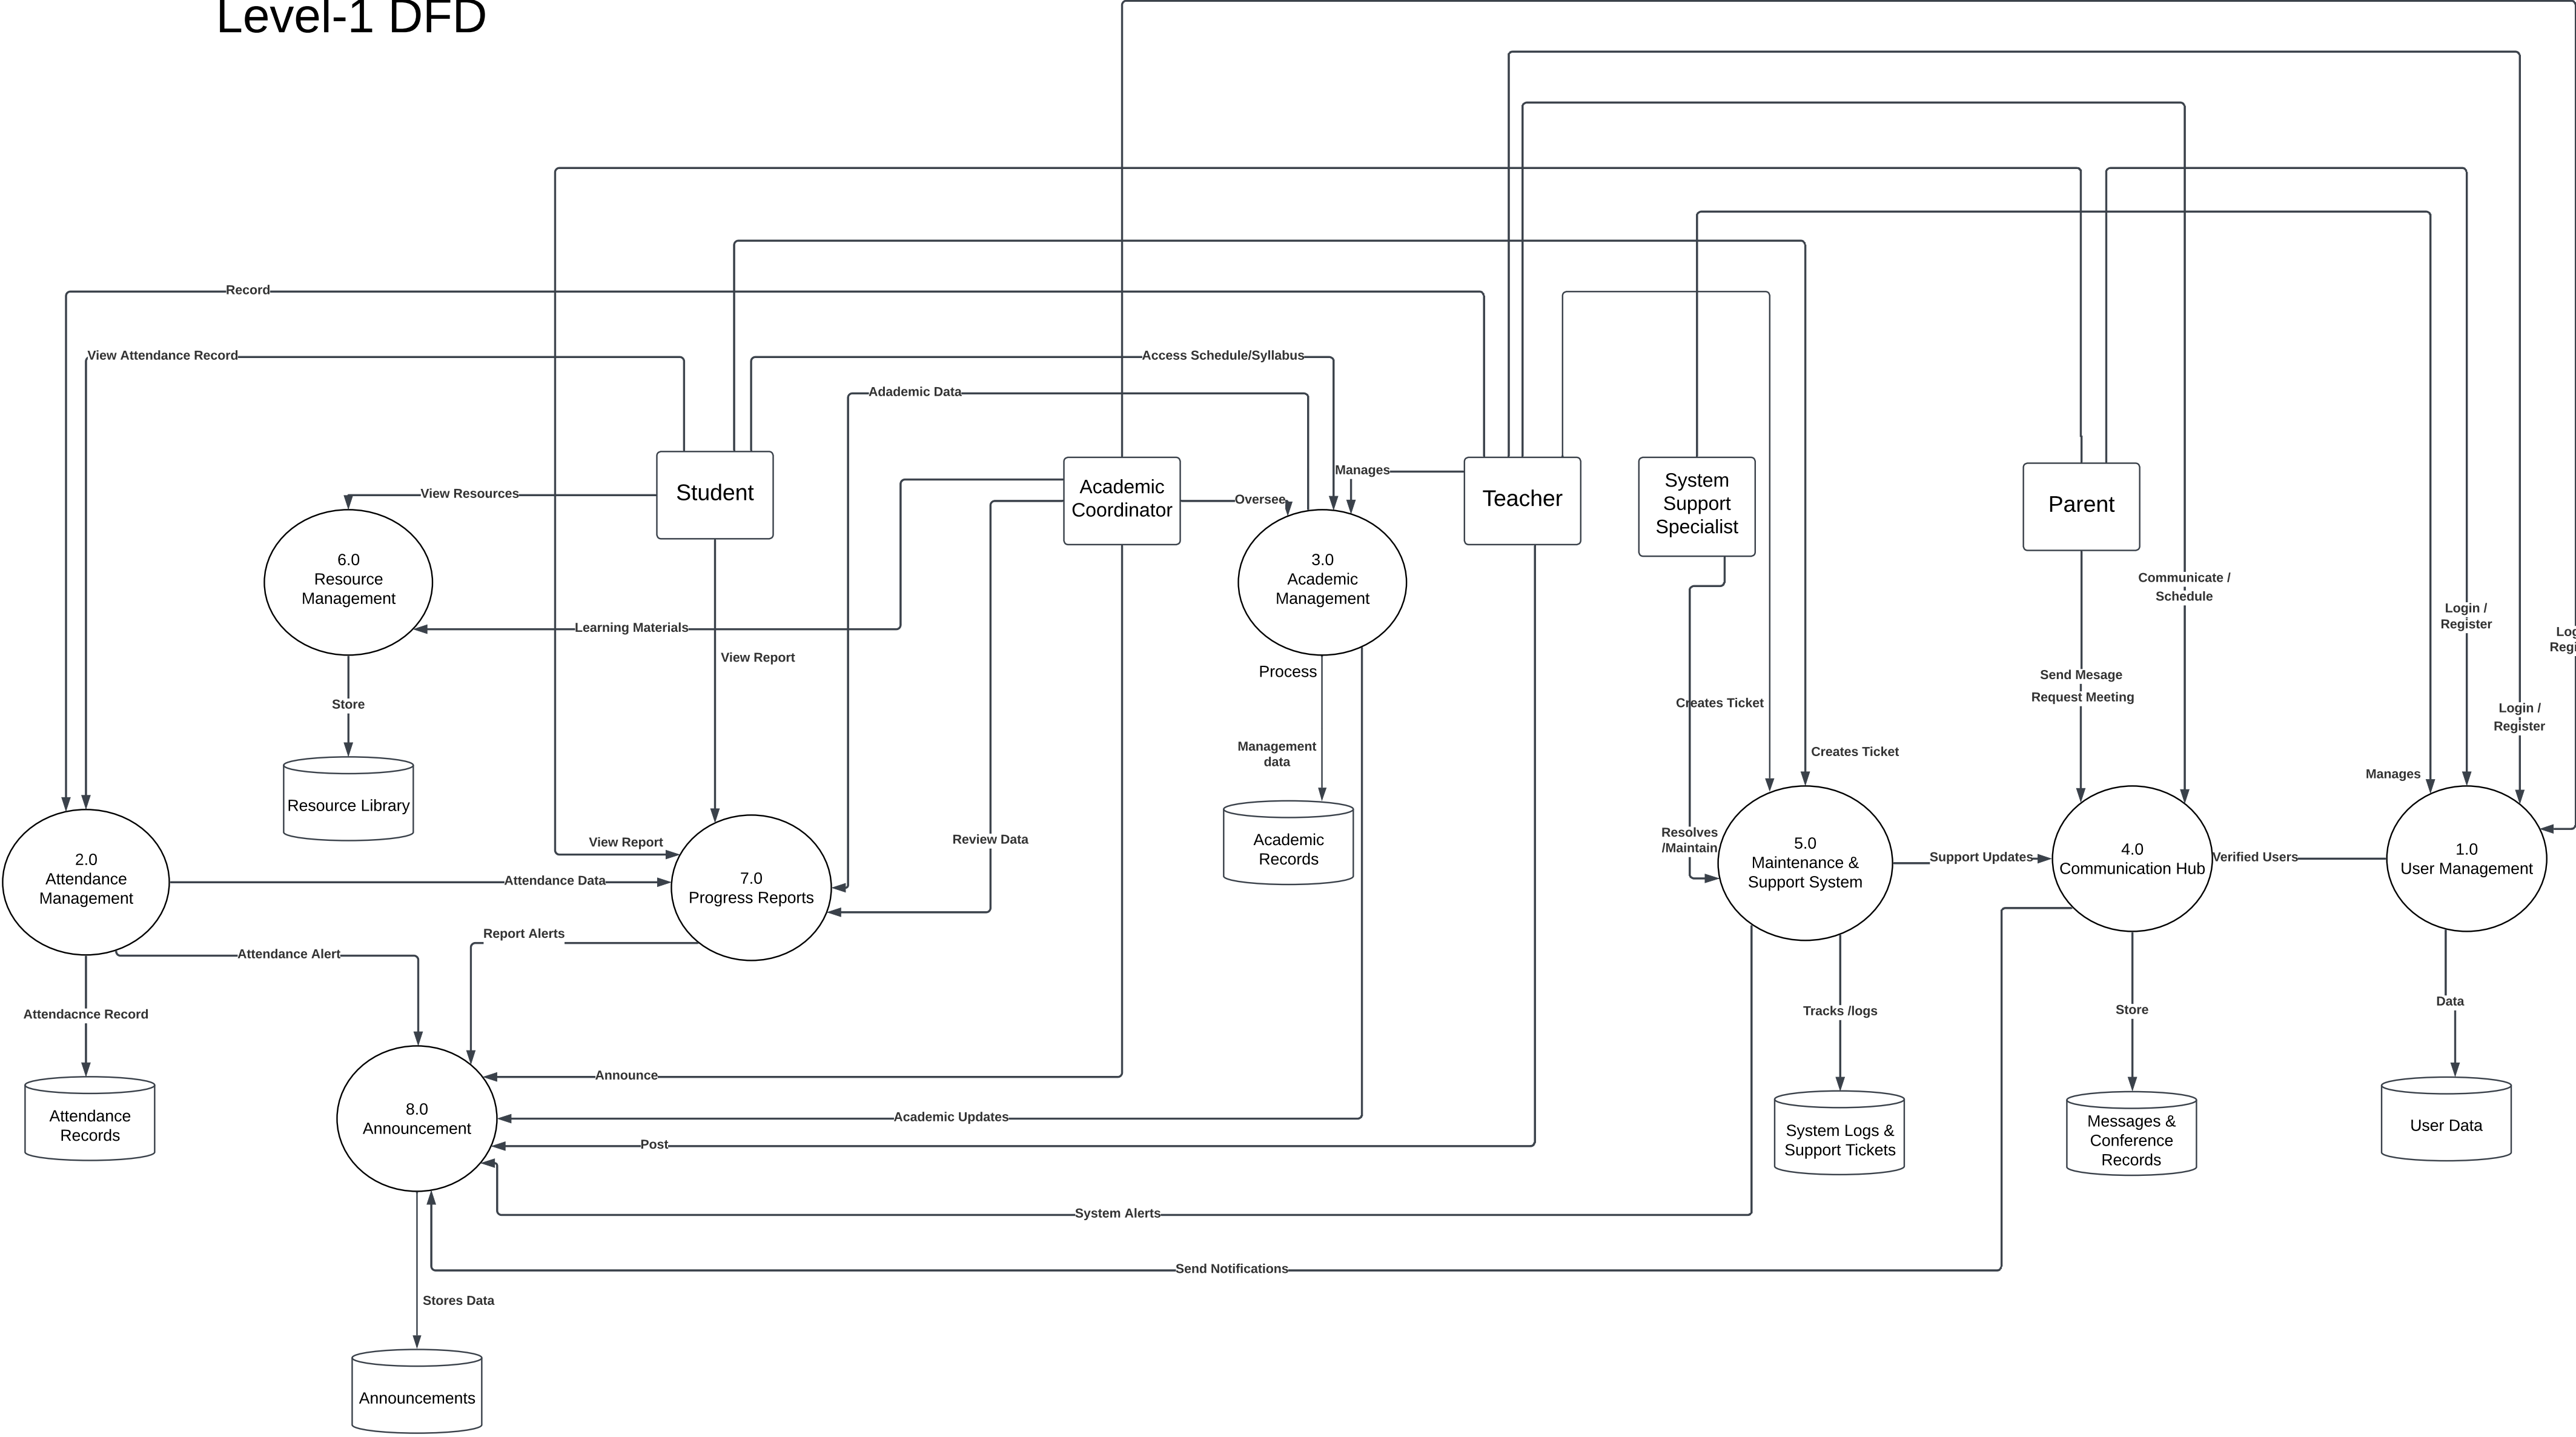 Level-1 DFD
Record
View Attendance Record
Access Schedule/Syllabus
Adademic Data
Manages
View Resources
Student
Academic
Coordinator
Oversee
Teacher
System
Support
Specialist
Parent
6.0
Resource
Management
3.0
Academic
Management
Communicate /
Schedule
Login /
Register
Learning Materials
View Report
Process
Send Mesage
Request Meeting
Store
Creates Ticket
Login /
Register
Management
data
Creates Ticket
Manages
Resource Library
View Report
Review Data
Academic
Records
Resolves
/Maintain
2.0
Attendance
Management
Attendance Data
7.0
Progress Reports
5.0
Maintenance &
Support System
Support Updates
4.0
Communication Hub
Verified Users
1.0
User Management
Report Alerts
Attendance Alert
Attendacnce Record
Tracks /logs
Store
Data
Announce
Attendance
Records
8.0
Announcement
Academic Updates
Post
System Logs &
Support Tickets
Messages &
Conference
Records
User Data
System Alerts
Send Notifications
Stores Data
Announcements